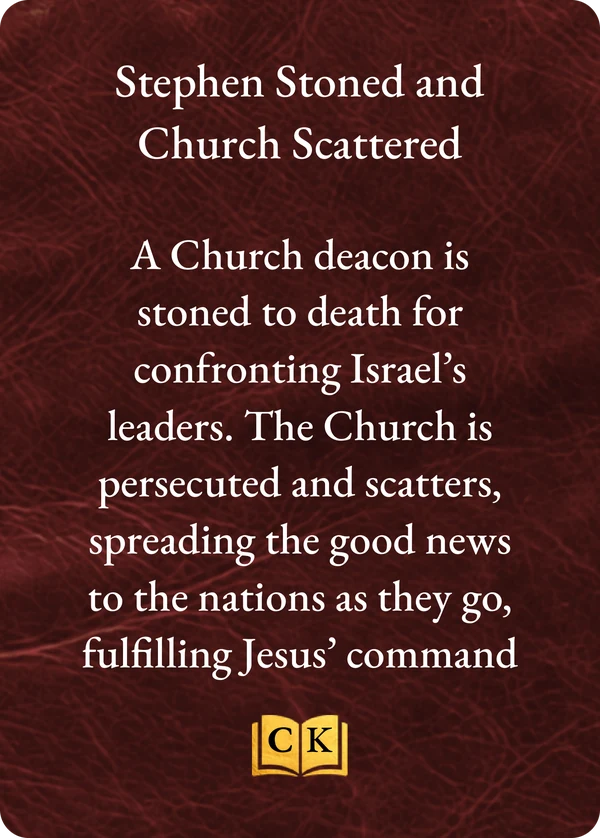 Stephen Stoned and
Church Scattered
A Church deacon is
stoned to death for
confronting Israel’s
leaders. The Church is
persecuted and scatters,
spreading the good news
to the nations as they go,
fulfilling Jesus’ command
C K